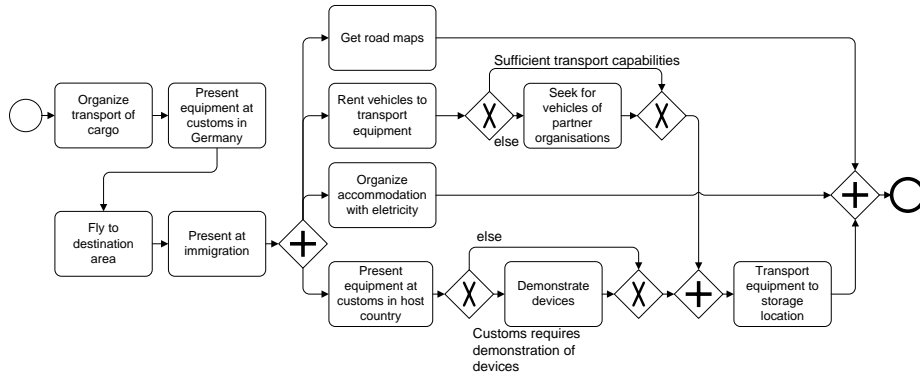 Get road maps
Sufficient transport capabilities
Organize
transport of
cargo
Present
equipment at
customs in
Germany
Rent vehicles to
transport
equipment
else
Seek for
vehicles of
partner
organisations
Organize
accommodation
with eletricity
Fly to
destination
area
Present at
immigration
else
Present
equipment at
customs in host
country
Demonstrate
devices
Transport
equipment to
storage
location
Customs requires
demonstration of
devices